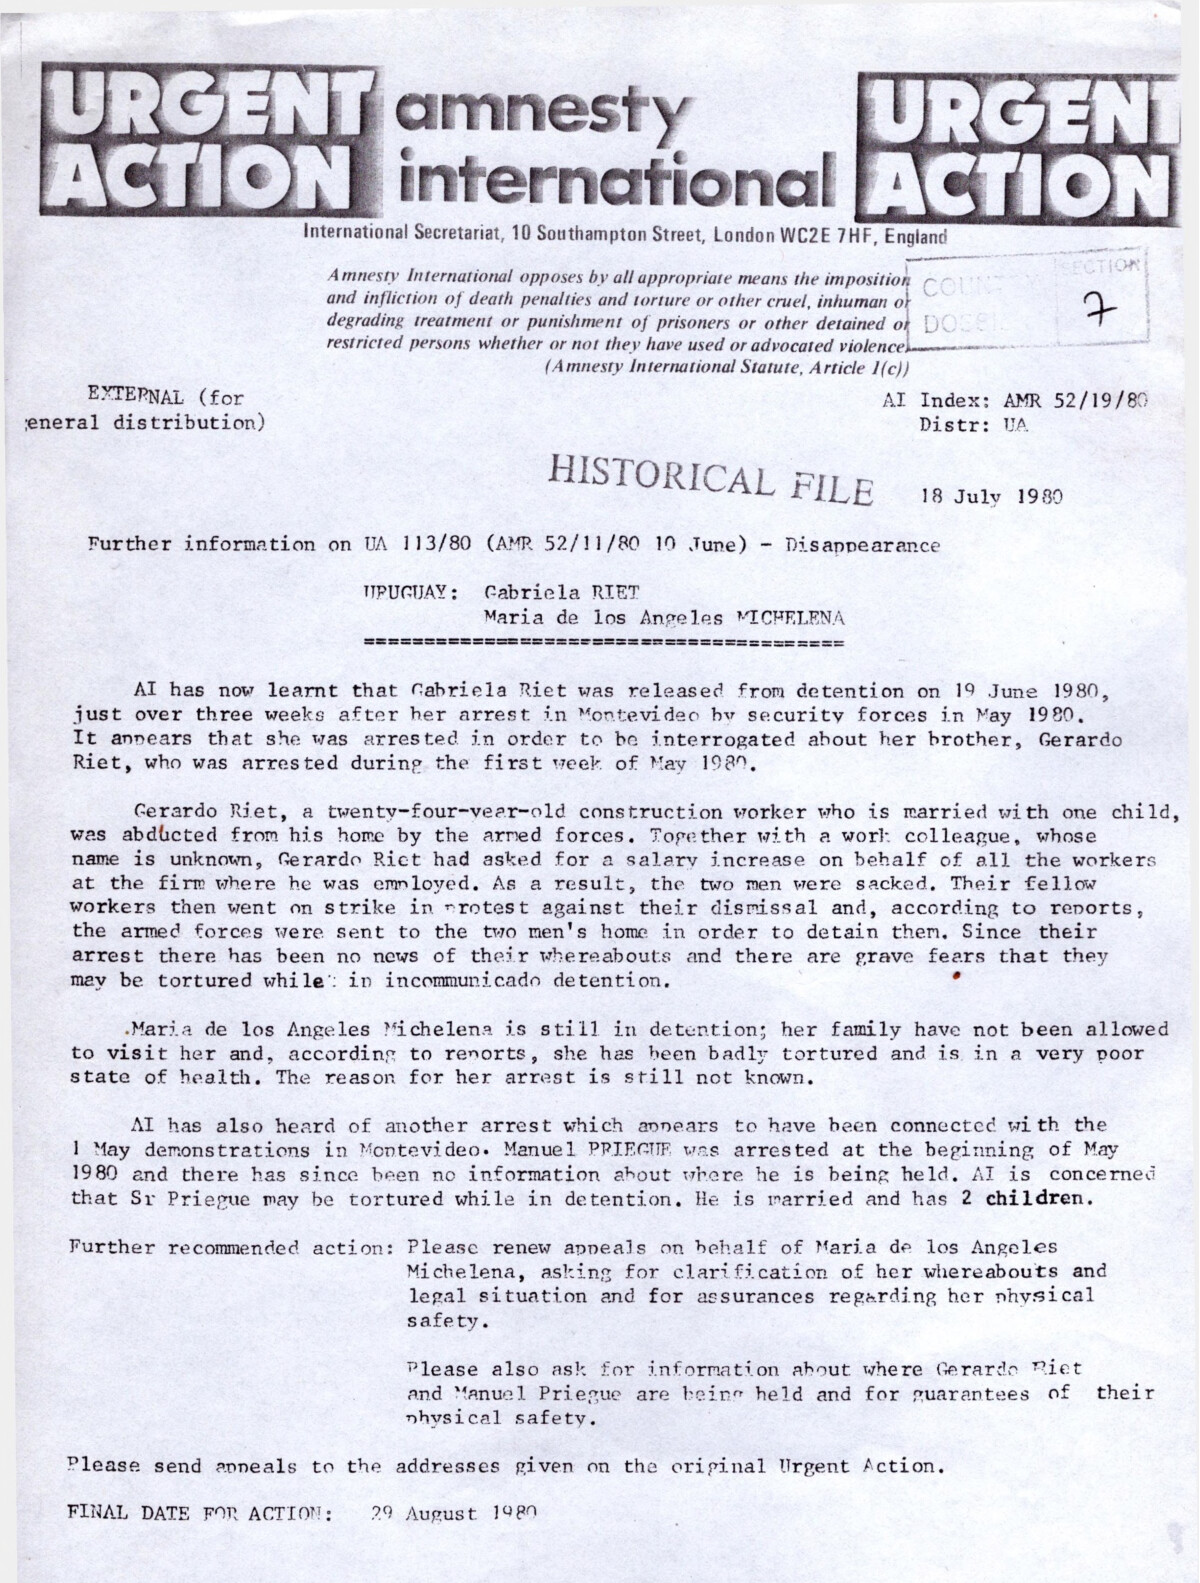 URGENT ACTION
amnesty international
URGENT ACTION
International Secretariat, 10 Southampton Street, London WC2E 7HF, England
Amnesty International opposes by all appropriate means the imposition
and infliction of death penalties and torture or other cruel, inhuman or
degrading treatment or punishment of prisoners or other detained or
restricted persons whether or not they have used or advocated violence.
(Amnesty International Statute, Article 1(c))
SECTION
7
EXTERNAL (for
eneral distribution)
AI Index: AMR 52/19/80
Distr: UA
HISTORICAL FILE
18 July 1980
Further information on UA 113/80 (AMR 52/11/80 10 June) - Disappearance
URUGUAY: Gabriela RIET
Maria de los Angeles MICHELENA
========================================
AI has now learnt that Gabriela Riet was released from detention on 19 June 1980,
just over three weeks after her arrest in Montevideo by security forces in May 1980.
It appears that she was arrested in order to be interrogated about her brother, Gerardo
Riet, who was arrested during the first week of May 1980.
Gerardo Riet, a twenty-four-year-old construction worker who is married with one child,
was abducted from his home by the armed forces. Together with a work colleague, whose
name is unknown, Gerardo Riet had asked for a salary increase on behalf of all the workers
at the firm where he was employed. As a result, the two men were sacked. Their fellow
workers then went on strike in protest against their dismissal and, according to reports,
the armed forces were sent to the two men's home in order to detain them. Since their
arrest there has been no news of their whereabouts and there are grave fears that they
may be tortured while in incommunicado detention.
Maria de los Angeles Michelena is still in detention; her family have not been allowed
to visit her and, according to reports, she has been badly tortured and is in a very poor
state of health. The reason for her arrest is still not known.
AI has also heard of another arrest which appears to have been connected with the
1 May demonstrations in Montevideo. Manuel PRIEGUE was arrested at the beginning of May
1980 and there has since been no information about where he is being held. AI is concerned
that Sr Priegue may be tortured while in detention. He is married and has 2 children.
Further recommended action: Please renew appeals on behalf of Maria de los Angeles
Michelena, asking for clarification of her whereabouts and
legal situation and for assurances regarding her physical
safety.
Please also ask for information about where Gerardo Riet
and Manuel Priegue are being held and for guarantees of their
physical safety.
Please send appeals to the addresses given on the original Urgent Action.
FINAL DATE FOR ACTION: 29 August 1980